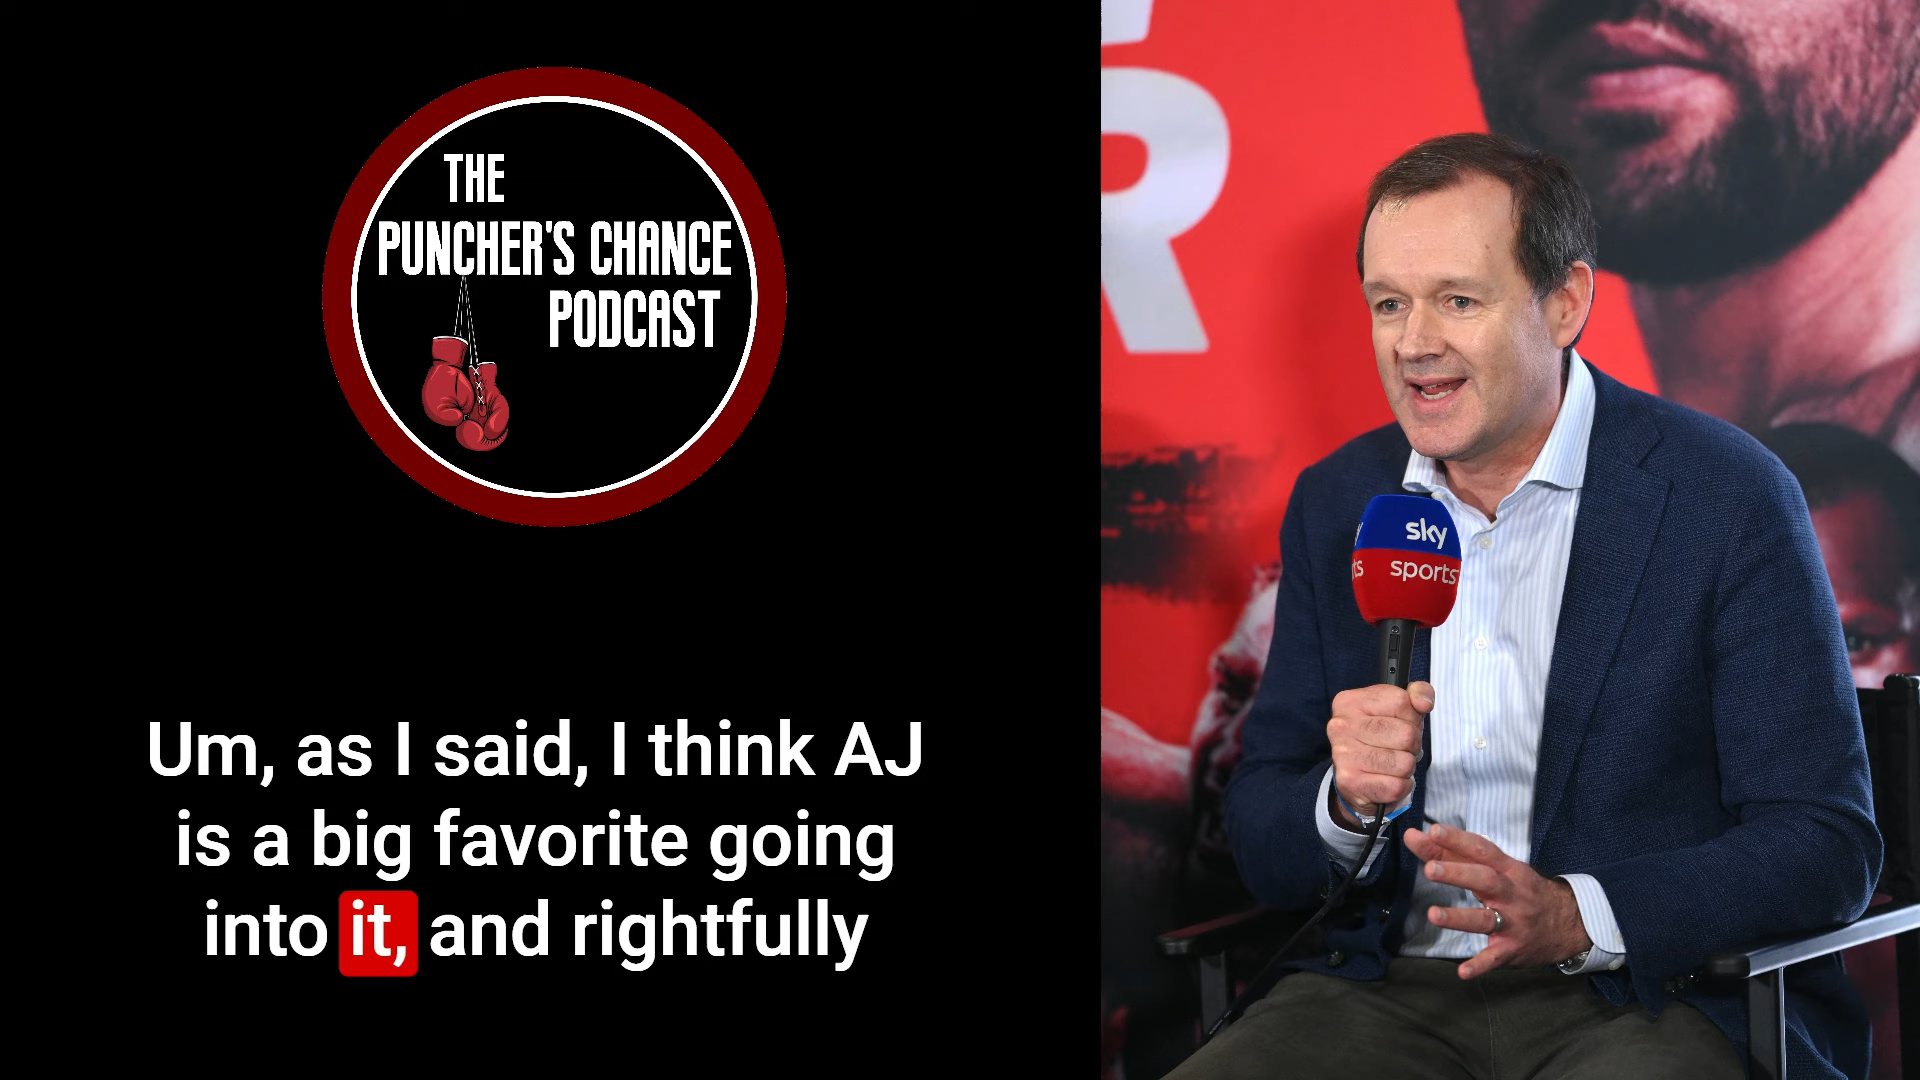 THE
PUNCHER'S CHANCE
PODCAST
Um, as I said, I think AJ
is a big favorite going
into it, and rightfully
R
sky
sports